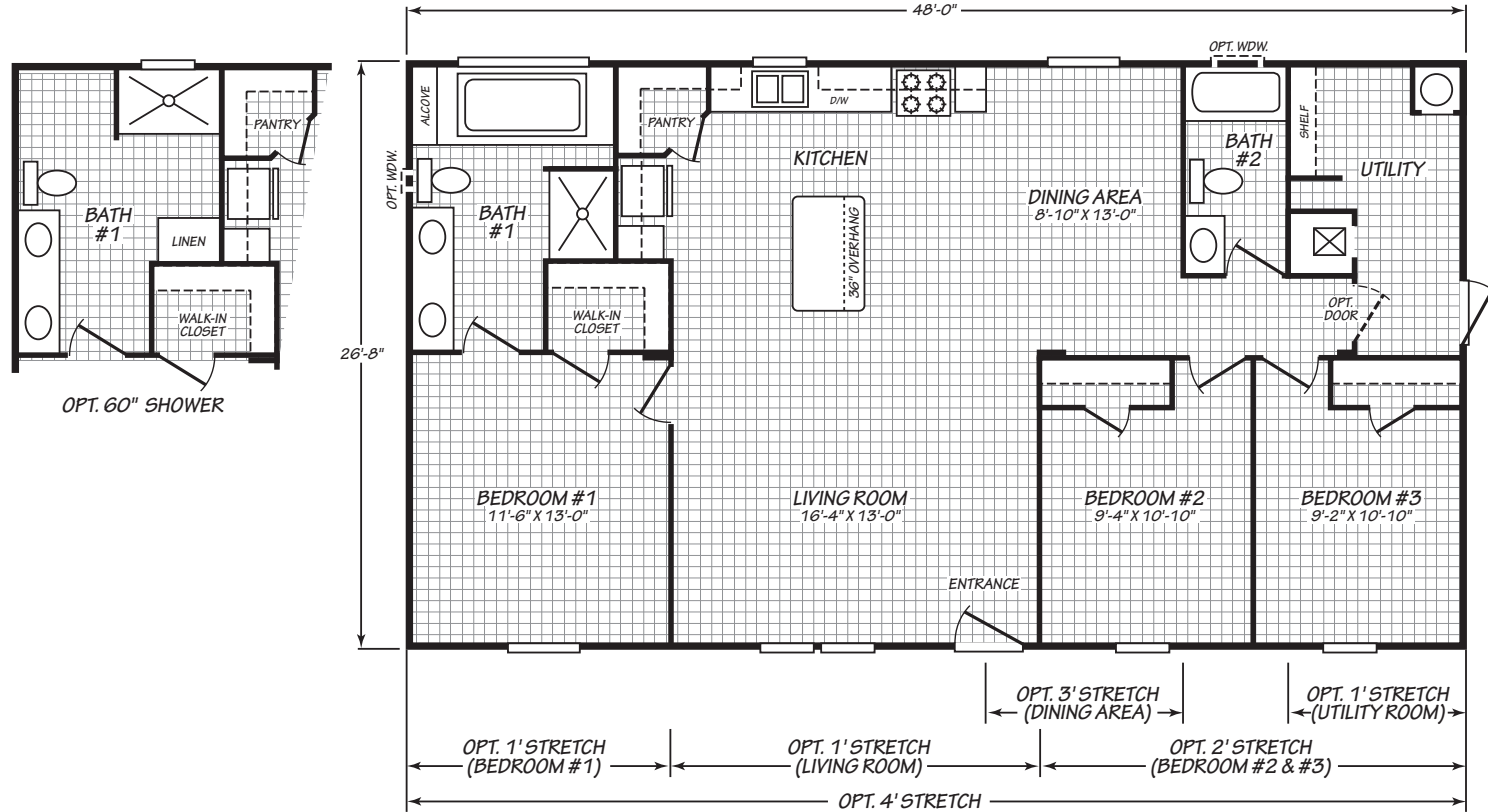 48'-0"
OPT. WDW.
ALCOVE
PANTRY
D/W
SHELF
PANTRY
KITCHEN
BATH
#2
UTILITY
OPT. WDW.
DINING AREA
8'-10" X 13'-0"
BATH
#1
BATH
#1
LINEN
36" OVERHANG
WALK-IN
CLOSET
WALK-IN
CLOSET
OPT.
DOOR
26'-8"
OPT. 60" SHOWER
BEDROOM #1
11'-6" X 13'-0"
LIVING ROOM
16'-4" X 13'-0"
BEDROOM #2
9'-4" X 10'-10"
BEDROOM #3
9'-2" X 10'-10"
ENTRANCE
OPT. 3' STRETCH
(DINING AREA)
OPT. 1' STRETCH
(UTILITY ROOM)
OPT. 1' STRETCH
(BEDROOM #1)
OPT. 1' STRETCH
(LIVING ROOM)
OPT. 2' STRETCH
(BEDROOM #2 & #3)
OPT. 4' STRETCH